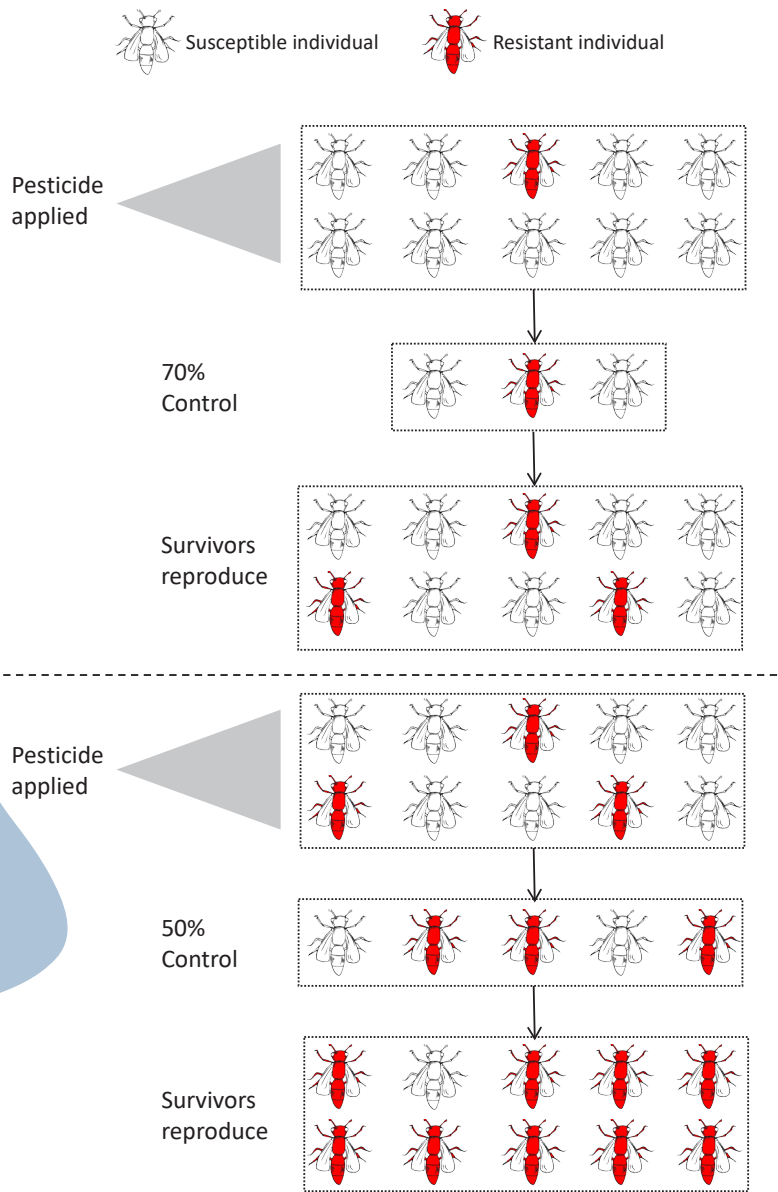 Susceptible individual
Resistant individual
Pesticide
applied
70%
Control
Survivors
reproduce
Pesticide
applied
50%
Control
Survivors
reproduce